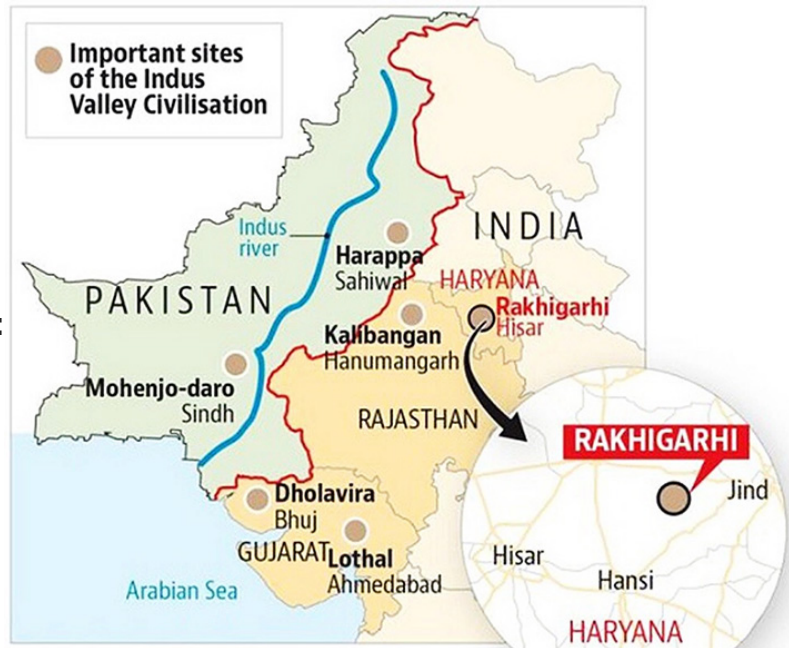 Important sites
of the Indus
Valley Civilisation
INDIA
Indus
river
Harappa
Sahiwal
HARYANA
PAKISTAN
Rakhigarhi
Hisar
Kalibangan
Hanumangarh
Mohenjo-daro
Sindh
RAJASTHAN
RAKHIGARHI
Jind
Dholavira
Bhuj
GUJARAT
Lothal
Ahmedabad
Hisar
Hansi
Arabian Sea
HARYANA